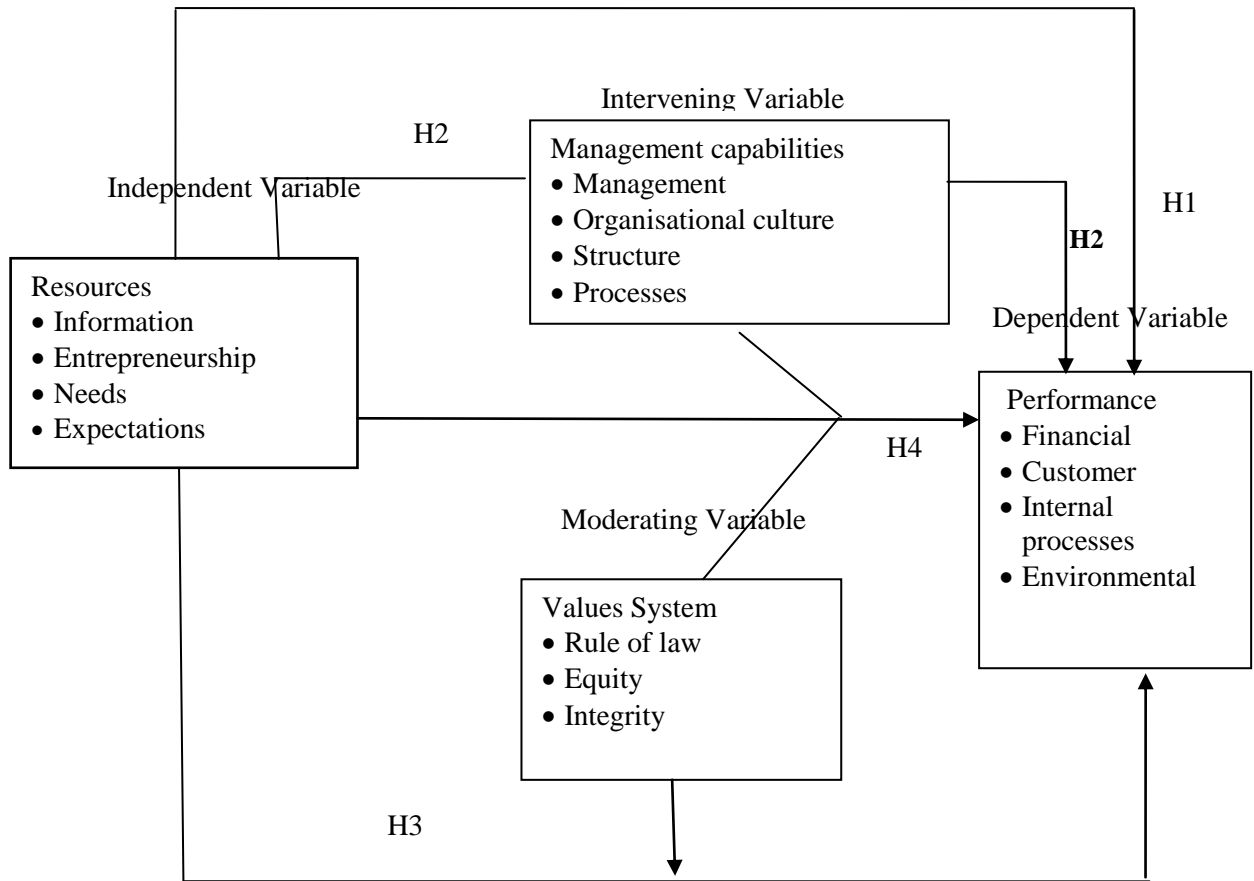 Intervening Variable
H2
Management capabilities
• Management
• Organisational culture
• Structure
• Processes
Independent Variable
H1
H2
Resources
• Information
• Entrepreneurship
• Needs
• Expectations
Dependent Variable
Performance
• Financial
• Customer
• Internal
processes
• Environmental
H4
Moderating Variable
Values System
• Rule of law
• Equity
• Integrity
H3